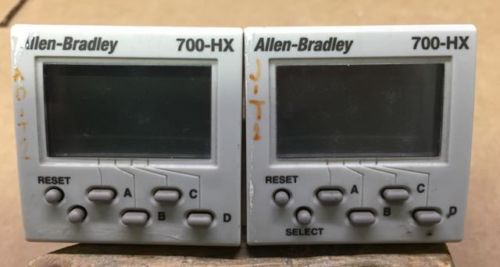 Allen-Bradley 700-HX
RESET A C
B D
Allen-Bradley 700-HX
RESET A C
B D
SELECT